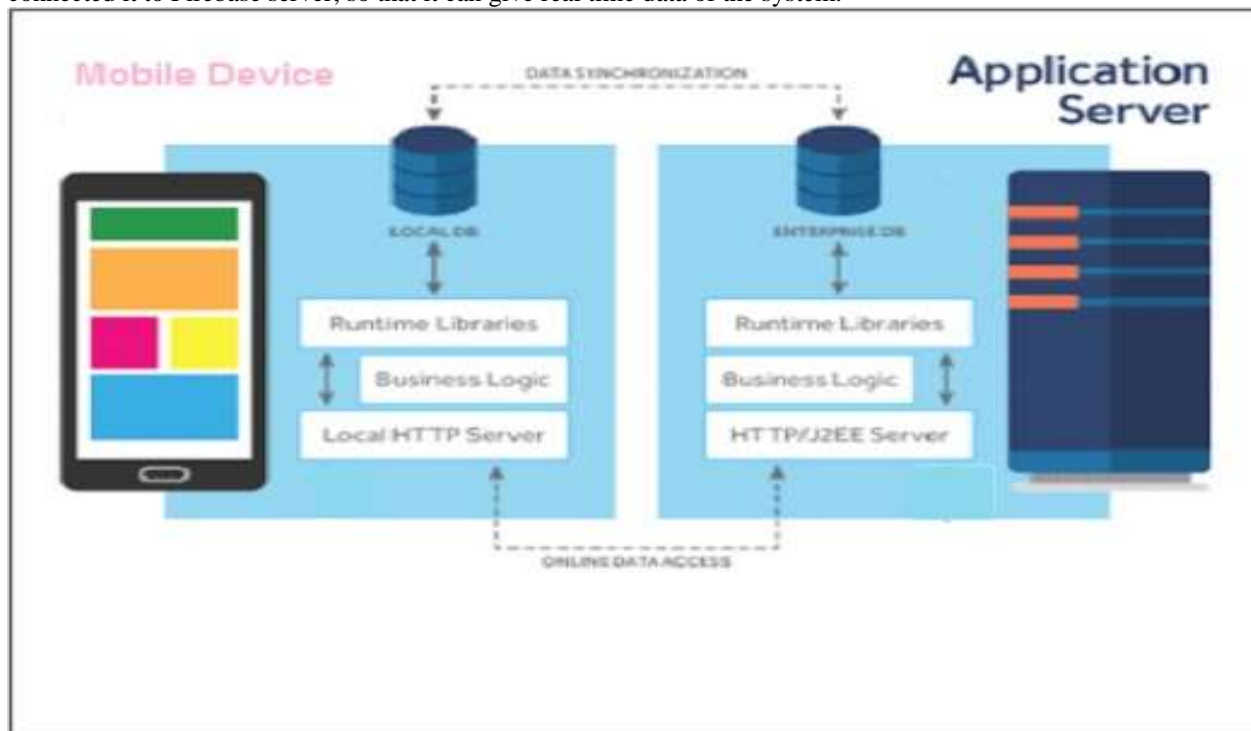 connected it to Firebase server, so that it can give real time data of the system.
Mobile Device
DATA SYNCHRONIZATION
Application
Server
LOCAL DB
ENTERPRISE DB
Runtime Libraries
Runtime Libraries
Business Logic
Business Logic
Local HTTP Server
HTTP/J2EE Server
ONLINE DATA ACCESS